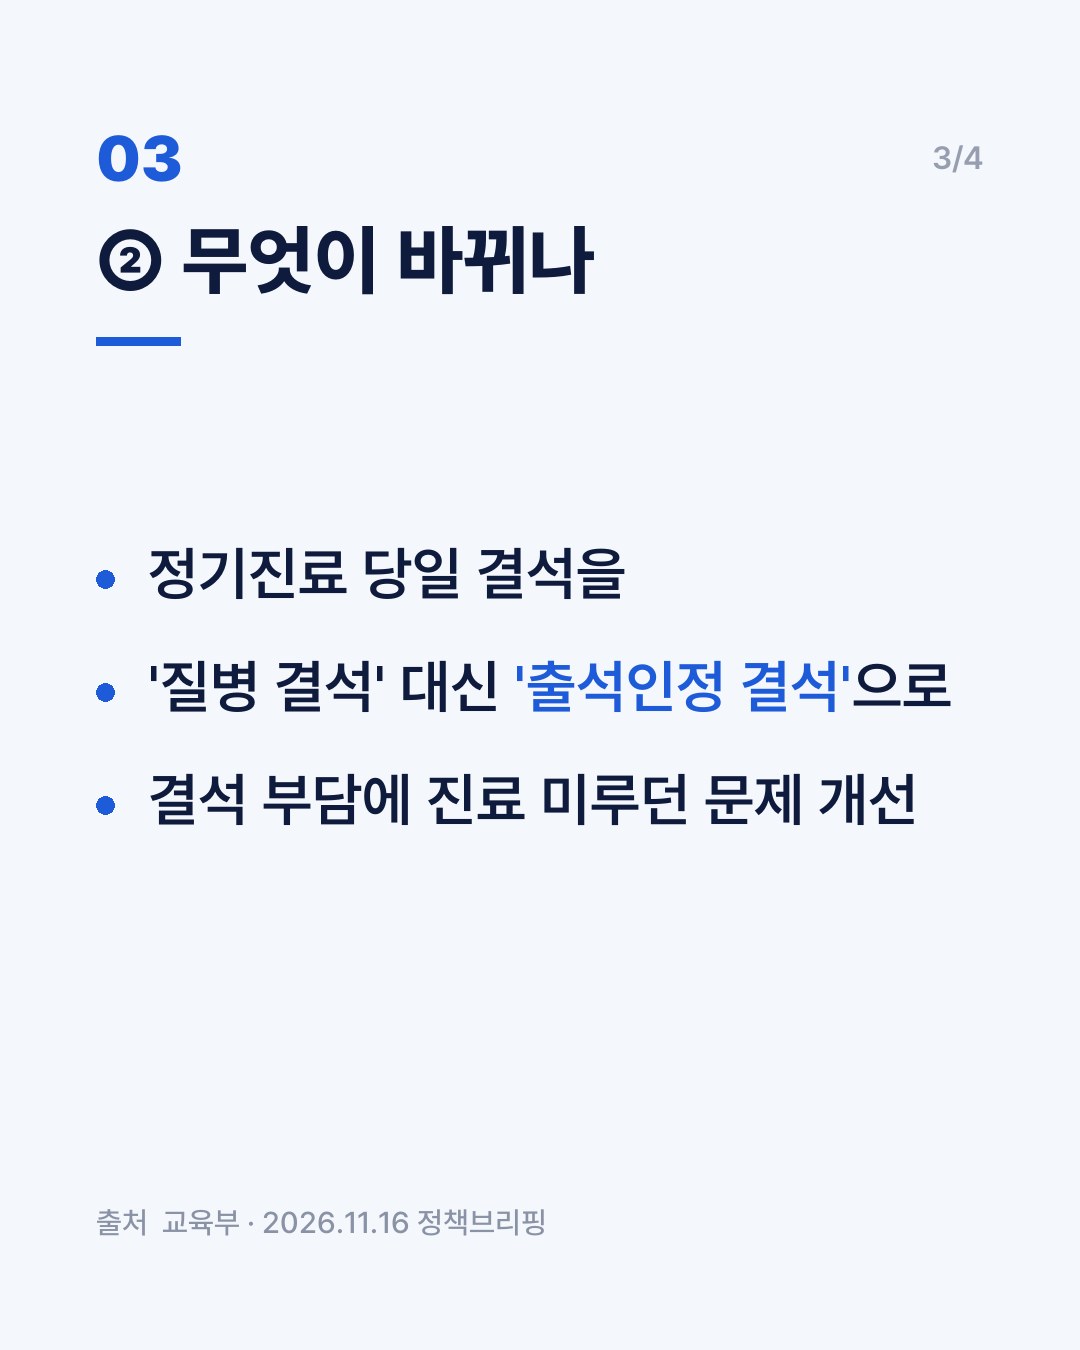 03
3/4
② 무엇이 바뀌나
• 정기진료 당일 결석을
• '질병 결석' 대신 '출석인정 결석'으로
• 결석 부담에 진료 미루던 문제 개선
출처 교육부 · 2026.11.16 정책브리핑